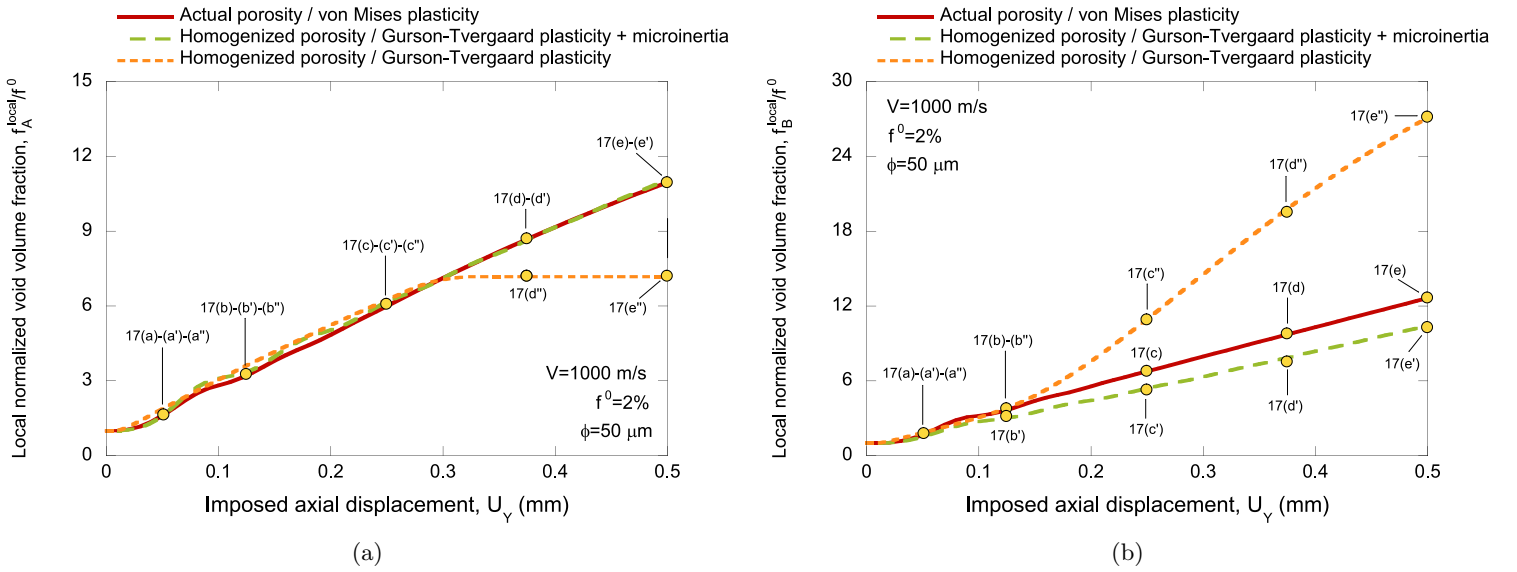 Actual porosity / von Mises plasticity
Homogenized porosity / Gurson-Tvergaard plasticity + microinertia
Homogenized porosity / Gurson-Tvergaard plasticity
Local normalized void volume fraction, f_A^local/f^0
15
12
9
6
3
0
17(e)-(e')
17(d)-(d')
17(c)-(c')-(c'')
17(b)-(b')-(b'')
17(a)-(a')-(a'')
17(d'')
17(e'')
V=1000 m/s
f^0=2%
ϕ=50 μm
0 0.1 0.2 0.3 0.4 0.5
Imposed axial displacement, U_Y (mm)
(a)
Actual porosity / von Mises plasticity
Homogenized porosity / Gurson-Tvergaard plasticity + microinertia
Homogenized porosity / Gurson-Tvergaard plasticity
Local normalized void volume fraction, f_B^local/f^0
30
24
18
12
6
0
V=1000 m/s
f^0=2%
ϕ=50 μm
17(e'')
17(d'')
17(c'')
17(e)
17(d)
17(b)-(b'')
17(c)
17(a)-(a')-(a'')
17(e')
17(d')
17(b')
17(c')
0 0.1 0.2 0.3 0.4 0.5
Imposed axial displacement, U_Y (mm)
(b)